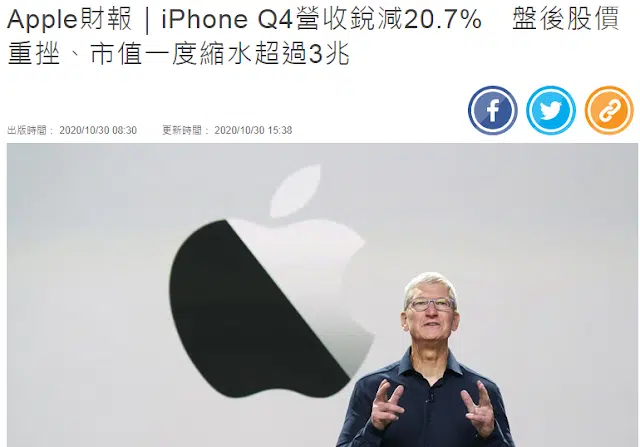 Apple財報｜iPhone Q4營收銳減20.7%　盤後股價
重挫、市值一度縮水超過3兆
出版時間： 2020/10/30 08:30　　更新時間： 2020/10/30 15:38